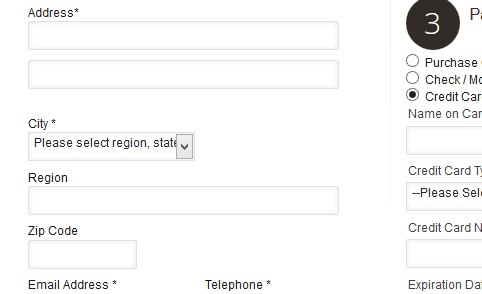 Address*
City *
Please select region, state
Region
Zip Code
Email Address *
Telephone *
3
Purchase
Check / Mo
Credit Car
Name on Car
Credit Card Ty
--Please Sele
Credit Card N
Expiration Dat